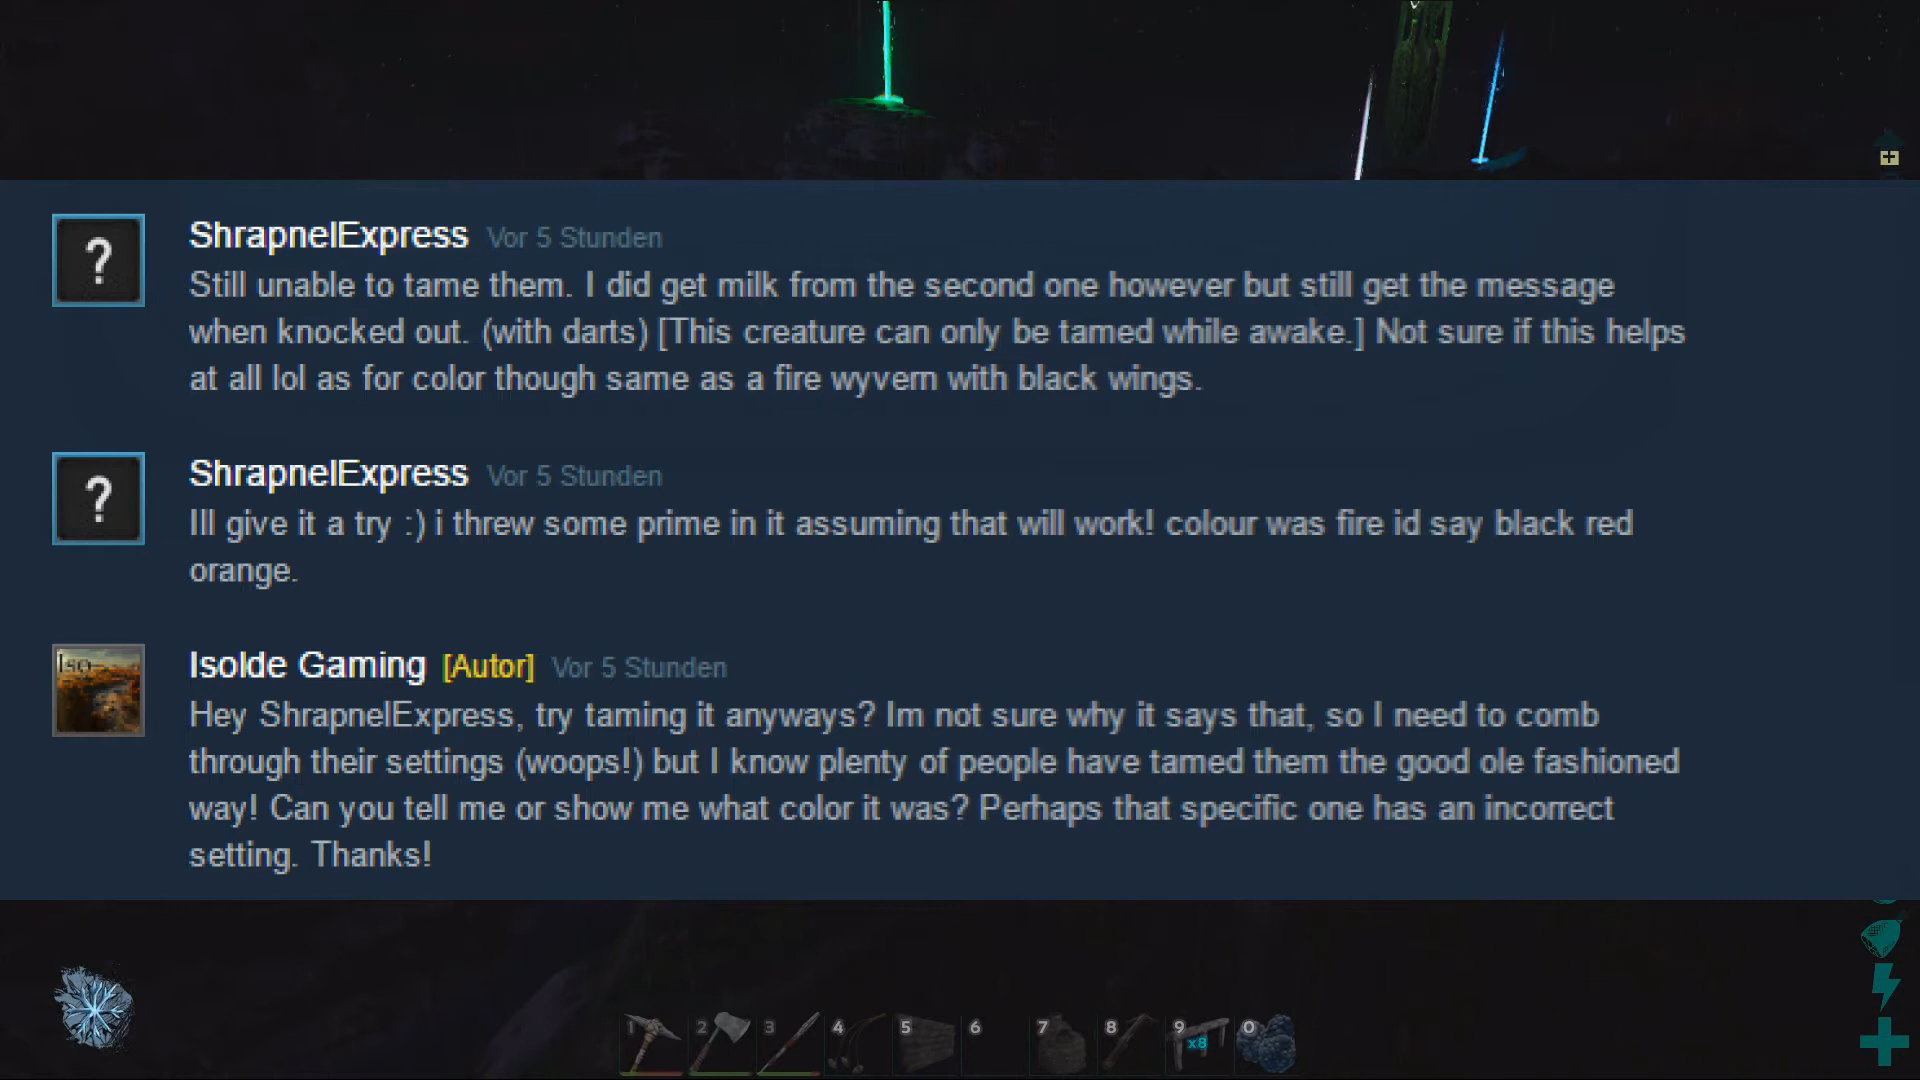 ShrapnelExpress Vor 5 Stunden
Still unable to tame them. I did get milk from the second one however but still get the message
when knocked out. (with darts) [This creature can only be tamed while awake.] Not sure if this helps
at all lol as for color though same as a fire wyvern with black wings.
ShrapnelExpress Vor 5 Stunden
Ill give it a try :) i threw some prime in it assuming that will work! colour was fire id say black red
orange.
Iso
Isolde Gaming [Autor] Vor 5 Stunden
Hey ShrapnelExpress, try taming it anyways? Im not sure why it says that, so I need to comb
through their settings (woops!) but I know plenty of people have tamed them the good ole fashioned
way! Can you tell me or show me what color it was? Perhaps that specific one has an incorrect
setting. Thanks!
1 2 3 4 5 6 7 8 9 0
x8